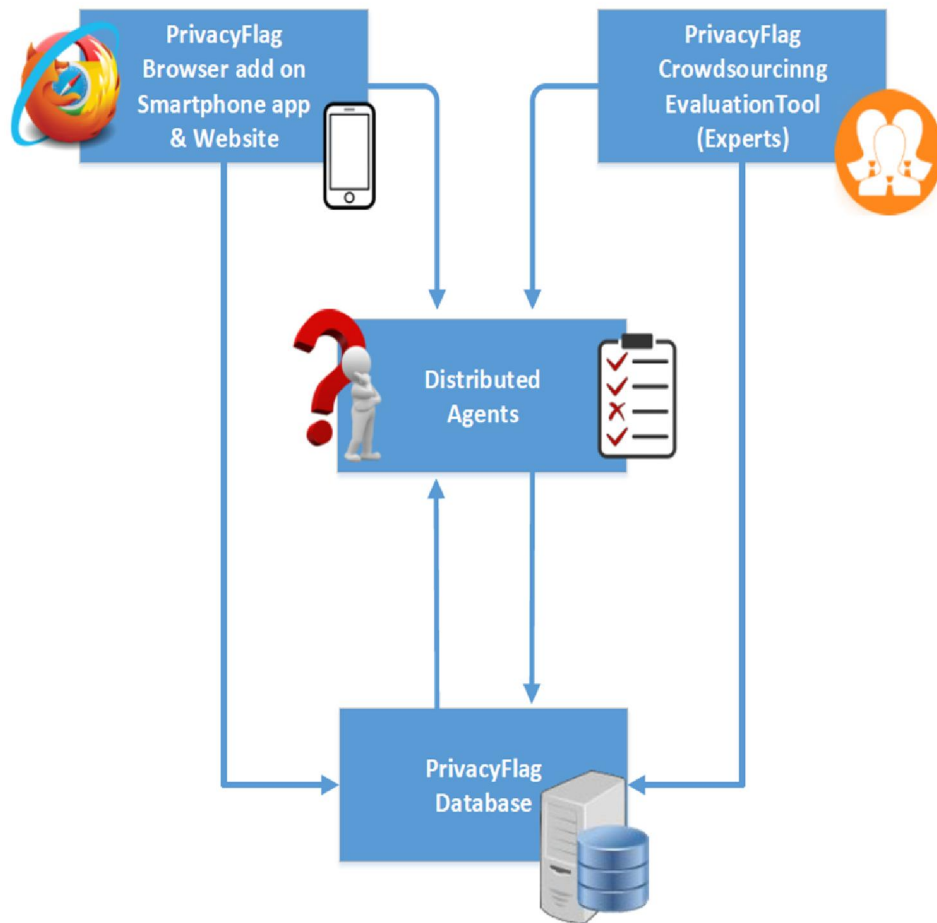 PrivacyFlag
Browser add on
Smartphone app
& Website
PrivacyFlag
Crowdsourcinng
EvaluationTool
(Experts)
Distributed
Agents
PrivacyFlag
Database